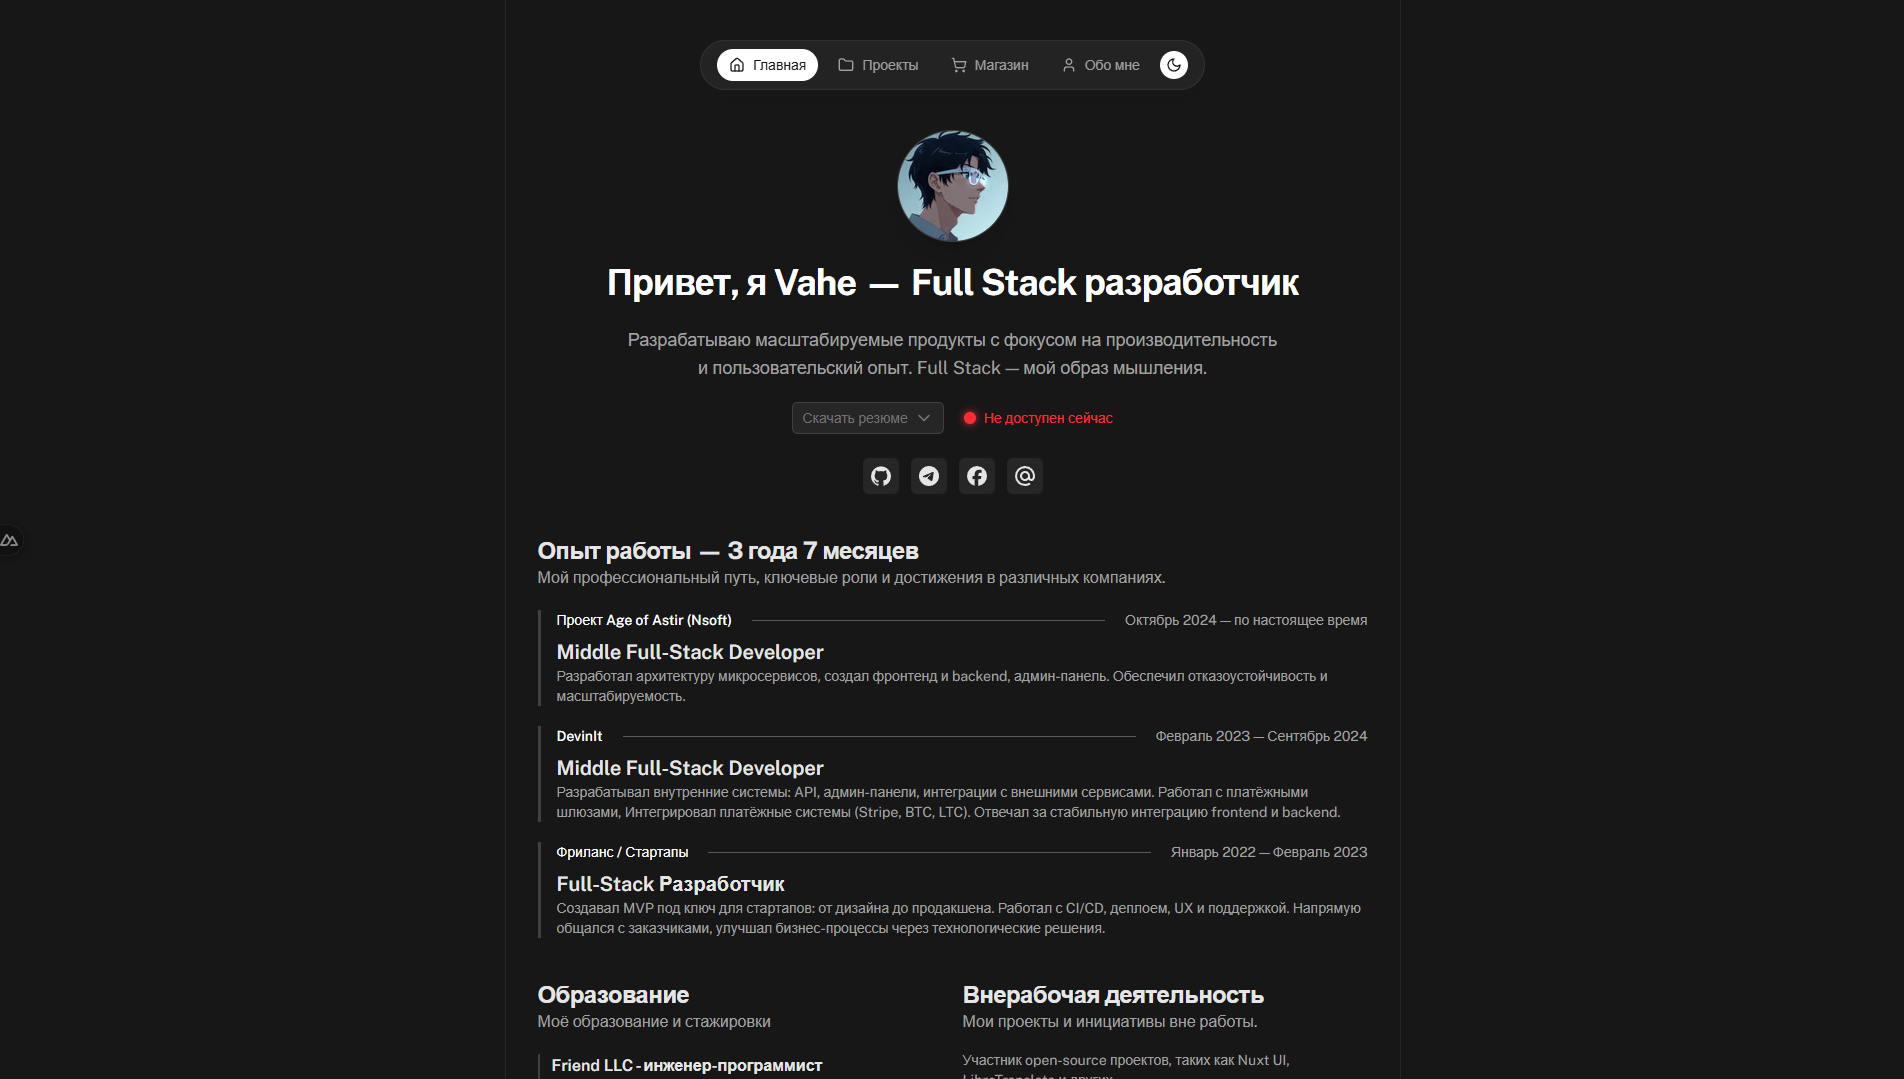 Главная Проекты Магазин Обо мне
Привет, я Vahe — Full Stack разработчик
Разрабатываю масштабируемые продукты с фокусом на производительность
и пользовательский опыт. Full Stack — мой образ мышления.
Скачать резюме Не доступен сейчас
Опыт работы — 3 года 7 месяцев
Мой профессиональный путь, ключевые роли и достижения в различных компаниях.
Проект Age of Astir (Nsoft) Октябрь 2024 — по настоящее время
Middle Full-Stack Developer
Разработал архитектуру микросервисов, создал фронтенд и backend, админ-панель. Обеспечил отказоустойчивость и
масштабируемость.
DevinIt Февраль 2023 — Сентябрь 2024
Middle Full-Stack Developer
Разрабатывал внутренние системы: API, админ-панели, интеграции с внешними сервисами. Работал с платёжными
шлюзами, Интегрировал платёжные системы (Stripe, BTC, LTC). Отвечал за стабильную интеграцию frontend и backend.
Фриланс / Стартапы Январь 2022 — Февраль 2023
Full-Stack Разработчик
Создавал MVP под ключ для стартапов: от дизайна до продакшена. Работал с CI/CD, деплоем, UX и поддержкой. Напрямую
общался с заказчиками, улучшал бизнес-процессы через технологические решения.
Образование
Моё образование и стажировки
Friend LLC - инженер-программист
Внерабочая деятельность
Мои проекты и инициативы вне работы.
Участник open-source проектов, таких как Nuxt UI,
LibreTranslate и других.